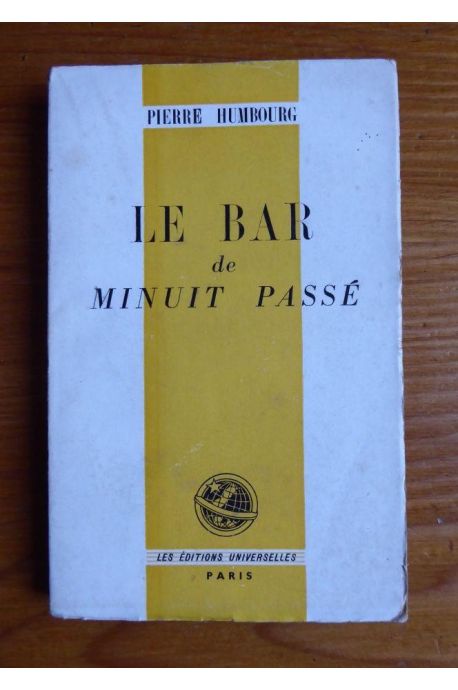 PIERRE HUMBOURG
LE BAR
de
MINUIT PASSÉ
LES ÉDITIONS UNIVERSELLES
PARIS